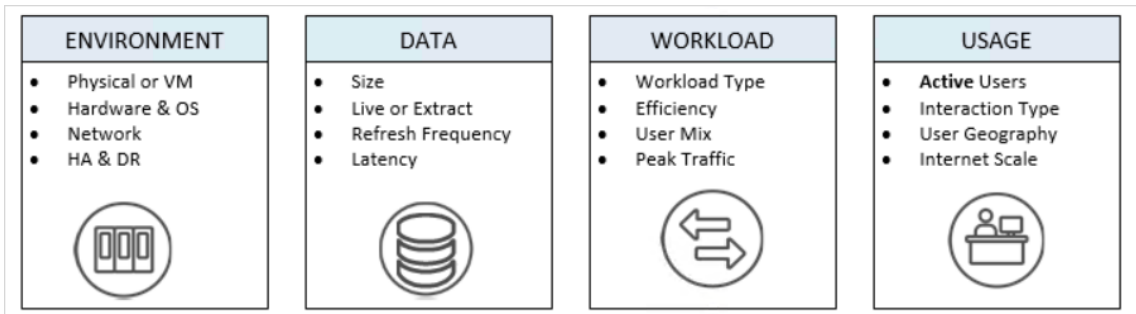 ENVIRONMENT
• Physical or VM
• Hardware & OS
• Network
• HA & DR
DATA
• Size
• Live or Extract
• Refresh Frequency
• Latency
WORKLOAD
• Workload Type
• Efficiency
• User Mix
• Peak Traffic
USAGE
• Active Users
• Interaction Type
• User Geography
• Internet Scale